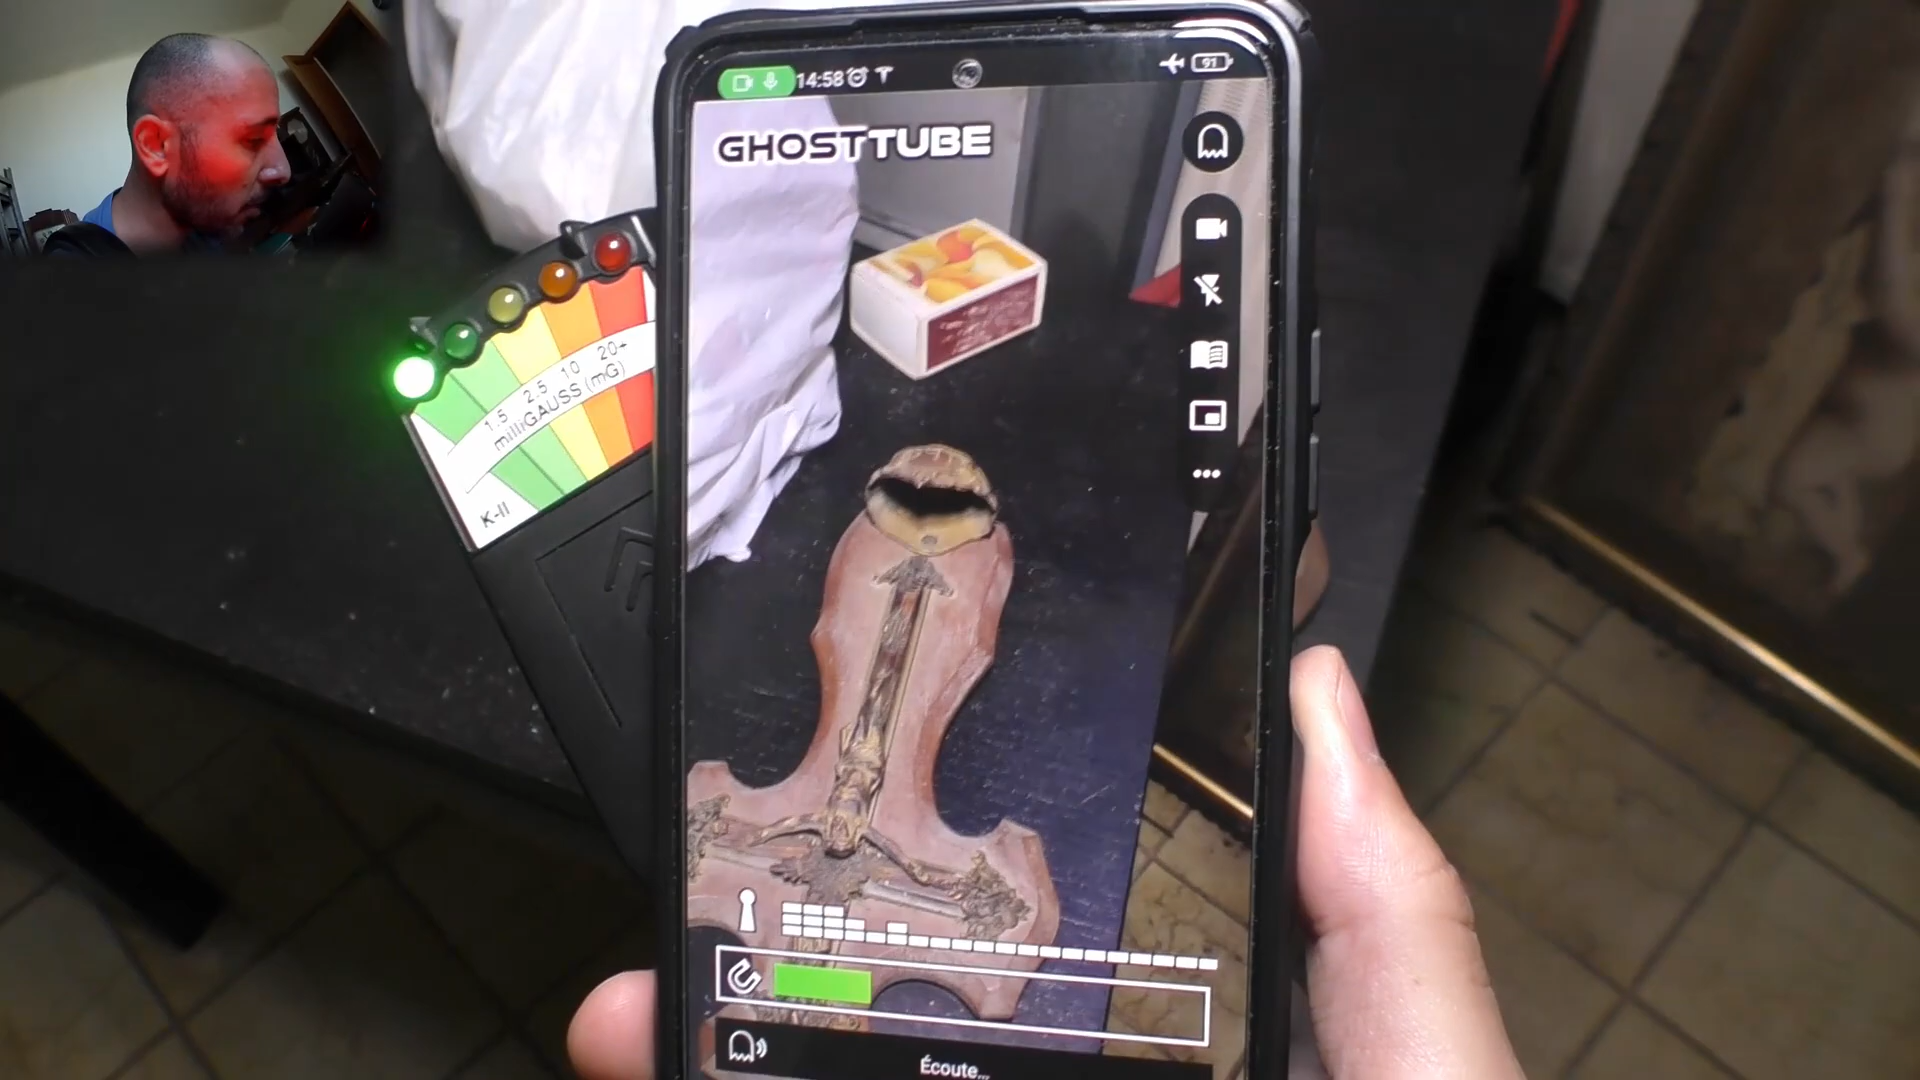 14:58
91
GHOSTTUBE
1.5 2.5 10 20+
milliGAUSS (mG)
K-II
Écoute...